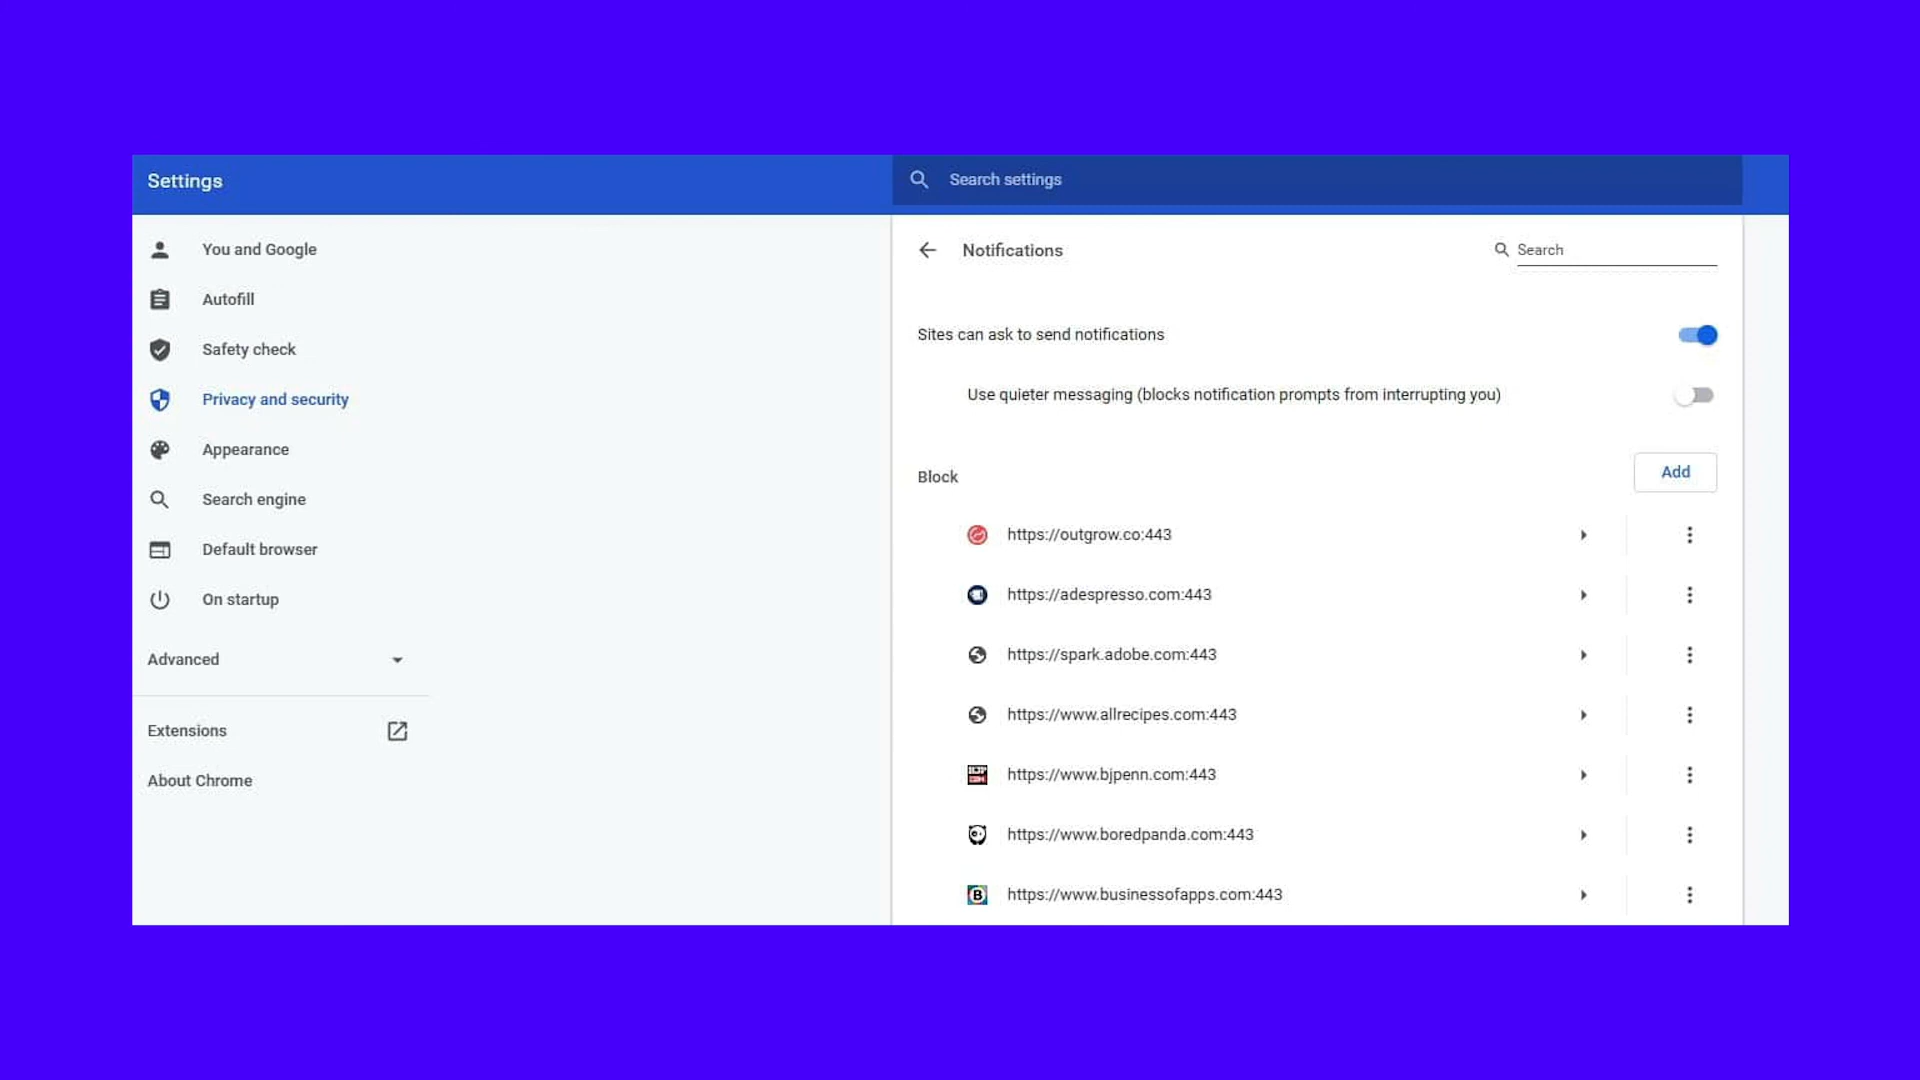 Settings
Search settings
You and Google
Autofill
Safety check
Privacy and security
Appearance
Search engine
Default browser
On startup
Advanced
Extensions
About Chrome
Notifications
Search
Sites can ask to send notifications
Use quieter messaging (blocks notification prompts from interrupting you)
Block
Add
https://outgrow.co:443
https://adespresso.com:443
https://spark.adobe.com:443
https://www.allrecipes.com:443
https://www.bjpenn.com:443
https://www.boredpanda.com:443
B
https://www.businessofapps.com:443